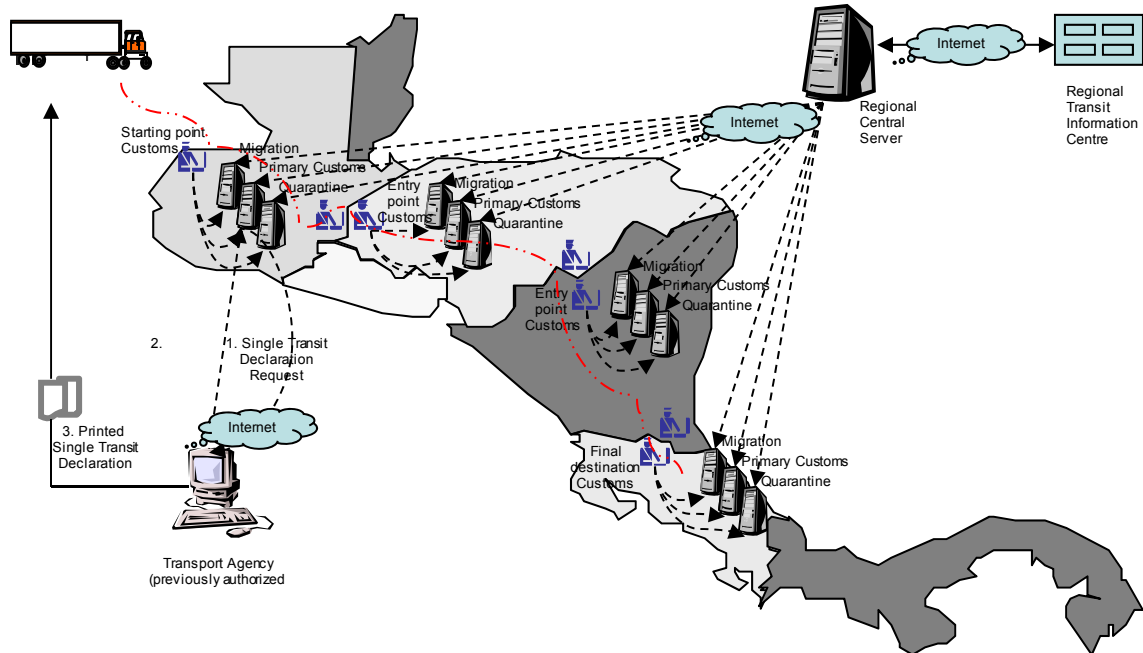 Internet
Regional
Central
Server
Regional
Transit
Information
Centre
Internet
Starting point
Customs
Migration
Primary Customs
Quarantine
Entry
point
Customs
Migration
Primary Customs
Quarantine
Entry
point
Customs
Migration
Primary Customs
Quarantine
2.
1. Single Transit
Declaration
Request
Internet
3. Printed
Single Transit
Declaration
Final
destination
Customs
Migration
Primary Customs
Quarantine
Transport Agency
(previously authorized